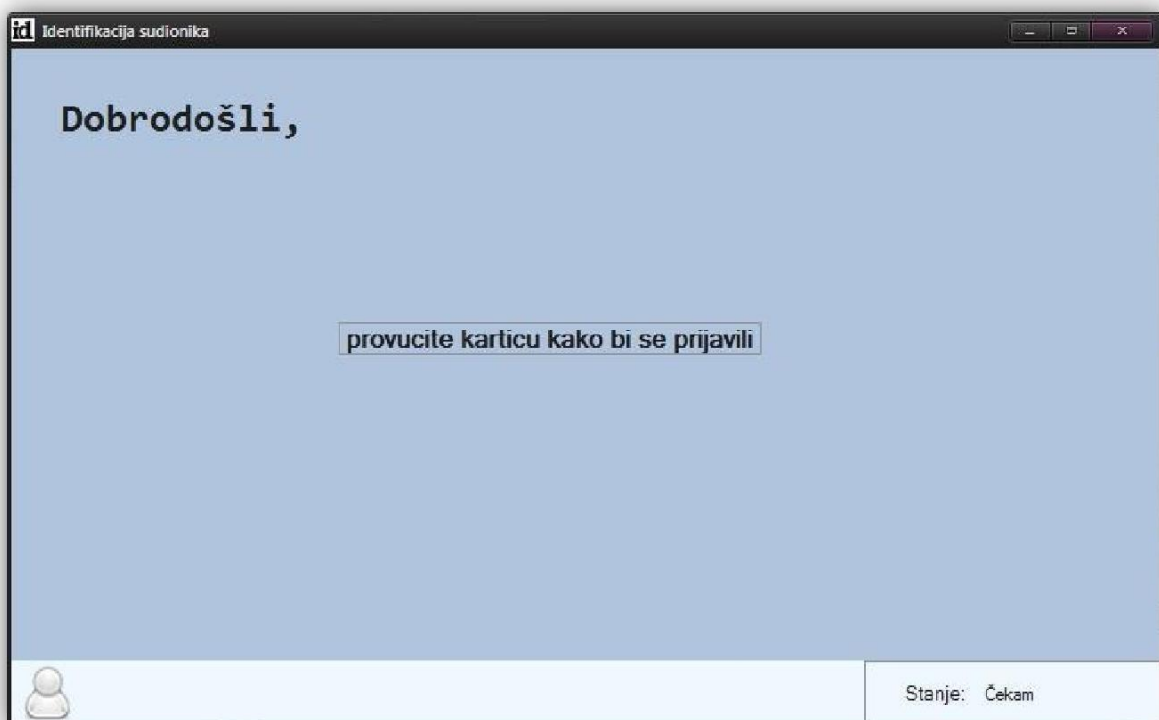 id Identifikacija sudionika
Dobrodošli,
provucite karticu kako bi se prijavili
Stanje: Čekam